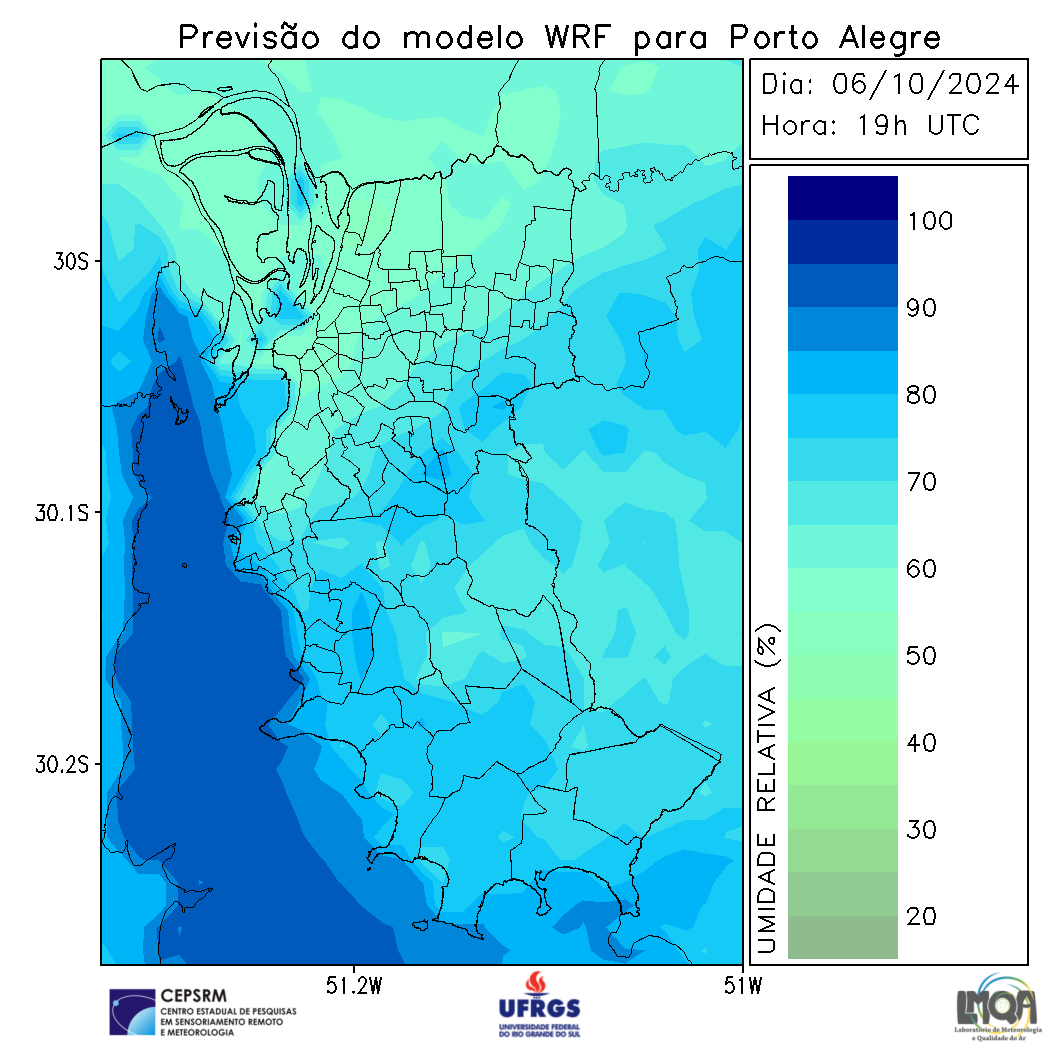 Previsão do modelo WRF para Porto Alegre
Dia: 06/10/2024
Hora: 19h UTC
30S
30.1S
30.2S
51.2W
51W
UMIDADE RELATIVA (%)
100
90
80
70
60
50
40
30
20
CEPSRM
CENTRO ESTADUAL DE PESQUISAS
EM SENSORIAMENTO REMOTO
E METEOROLOGIA
UFRGS
UNIVERSIDADE FEDERAL
DO RIO GRANDE DO SUL
LMQA
Laboratório de Meteorologia
e Qualidade do Ar